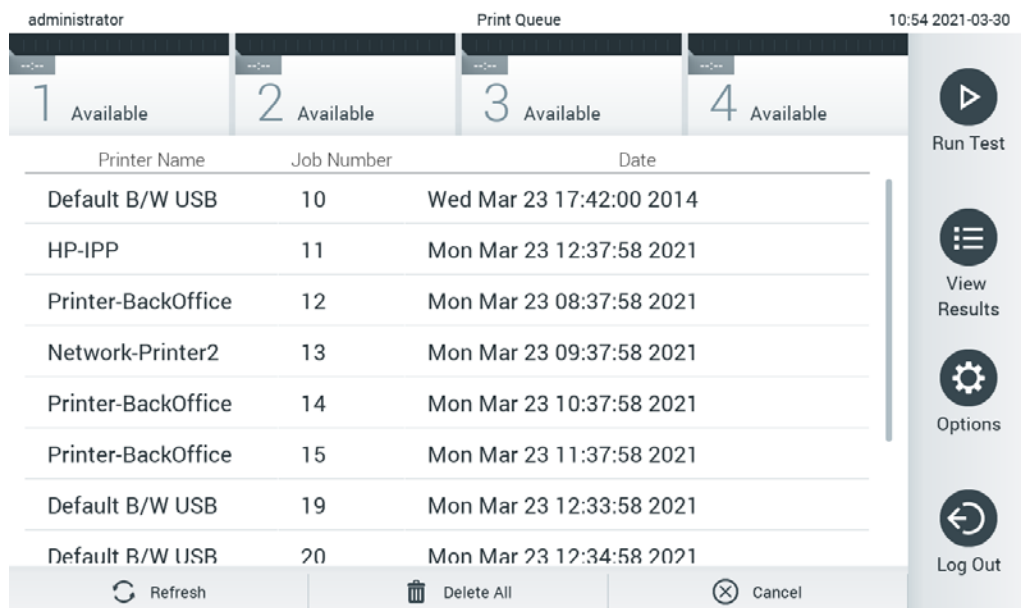 administrator Print Queue 10:54 2021-03-30
--:-- --:-- --:-- --:--
1 Available 2 Available 3 Available 4 Available
Run Test
Printer Name Job Number Date
Default B/W USB 10 Wed Mar 23 17:42:00 2014
HP-IPP 11 Mon Mar 23 12:37:58 2021
View
Results
Printer-BackOffice 12 Mon Mar 23 08:37:58 2021
Network-Printer2 13 Mon Mar 23 09:37:58 2021
Printer-BackOffice 14 Mon Mar 23 10:37:58 2021
Options
Printer-BackOffice 15 Mon Mar 23 11:37:58 2021
Default B/W USB 19 Mon Mar 23 12:33:58 2021
Default B/W USB 20 Mon Mar 23 12:34:58 2021
Log Out
Refresh Delete All Cancel